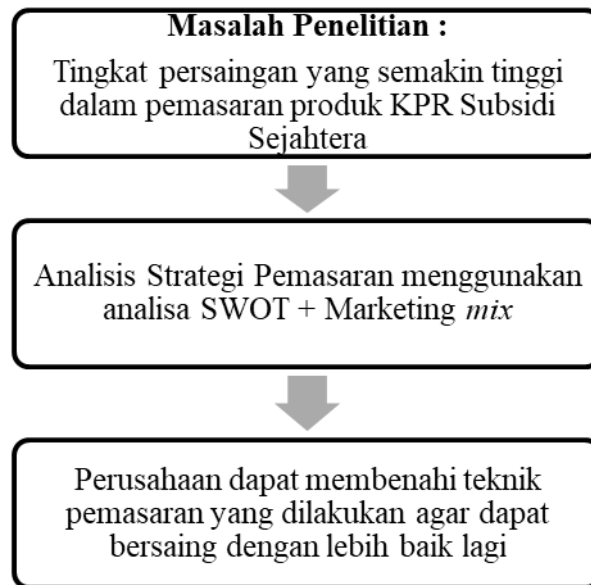 Masalah Penelitian :
Tingkat persaingan yang semakin tinggi
dalam pemasaran produk KPR Subsidi
Sejahtera
Analisis Strategi Pemasaran menggunakan
analisa SWOT + Marketing mix
Perusahaan dapat membenahi teknik
pemasaran yang dilakukan agar dapat
bersaing dengan lebih baik lagi